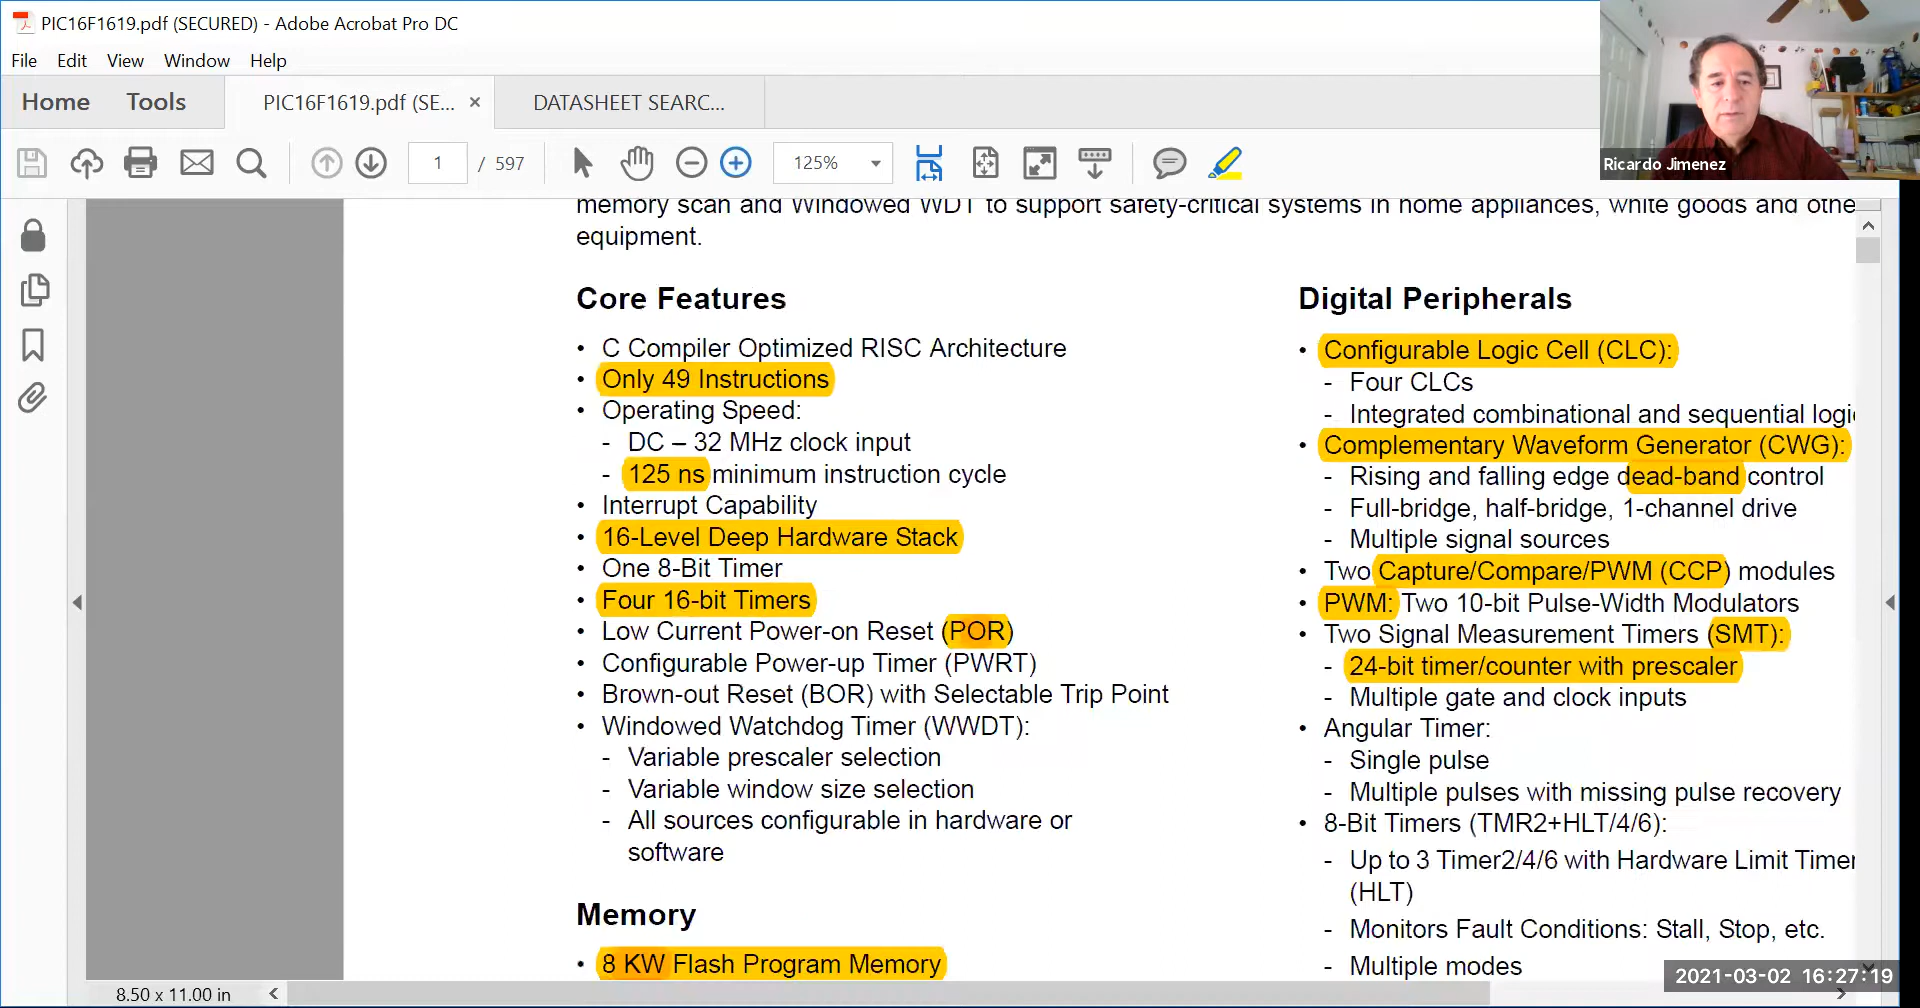 PIC16F1619.pdf (SECURED) - Adobe Acrobat Pro DC
File Edit View Window Help
Home Tools PIC16F1619.pdf (SE... × DATASHEET SEARC...
1 / 597 125%
Ricardo Jimenez
memory scan and Windowed WDT to support safety-critical systems in home appliances, white goods and othe
equipment.
Core Features
• C Compiler Optimized RISC Architecture
• Only 49 Instructions
• Operating Speed:
- DC – 32 MHz clock input
- 125 ns minimum instruction cycle
• Interrupt Capability
• 16-Level Deep Hardware Stack
• One 8-Bit Timer
• Four 16-bit Timers
• Low Current Power-on Reset (POR)
• Configurable Power-up Timer (PWRT)
• Brown-out Reset (BOR) with Selectable Trip Point
• Windowed Watchdog Timer (WWDT):
- Variable prescaler selection
- Variable window size selection
- All sources configurable in hardware or
software
Memory
• 8 KW Flash Program Memory
Digital Peripherals
• Configurable Logic Cell (CLC):
- Four CLCs
- Integrated combinational and sequential logi
• Complementary Waveform Generator (CWG):
- Rising and falling edge dead-band control
- Full-bridge, half-bridge, 1-channel drive
- Multiple signal sources
• Two Capture/Compare/PWM (CCP) modules
• PWM: Two 10-bit Pulse-Width Modulators
• Two Signal Measurement Timers (SMT):
- 24-bit timer/counter with prescaler
- Multiple gate and clock inputs
• Angular Timer:
- Single pulse
- Multiple pulses with missing pulse recovery
• 8-Bit Timers (TMR2+HLT/4/6):
- Up to 3 Timer2/4/6 with Hardware Limit Timer
(HLT)
- Monitors Fault Conditions: Stall, Stop, etc.
- Multiple modes
8.50 x 11.00 in
2021-03-02 16:27:19